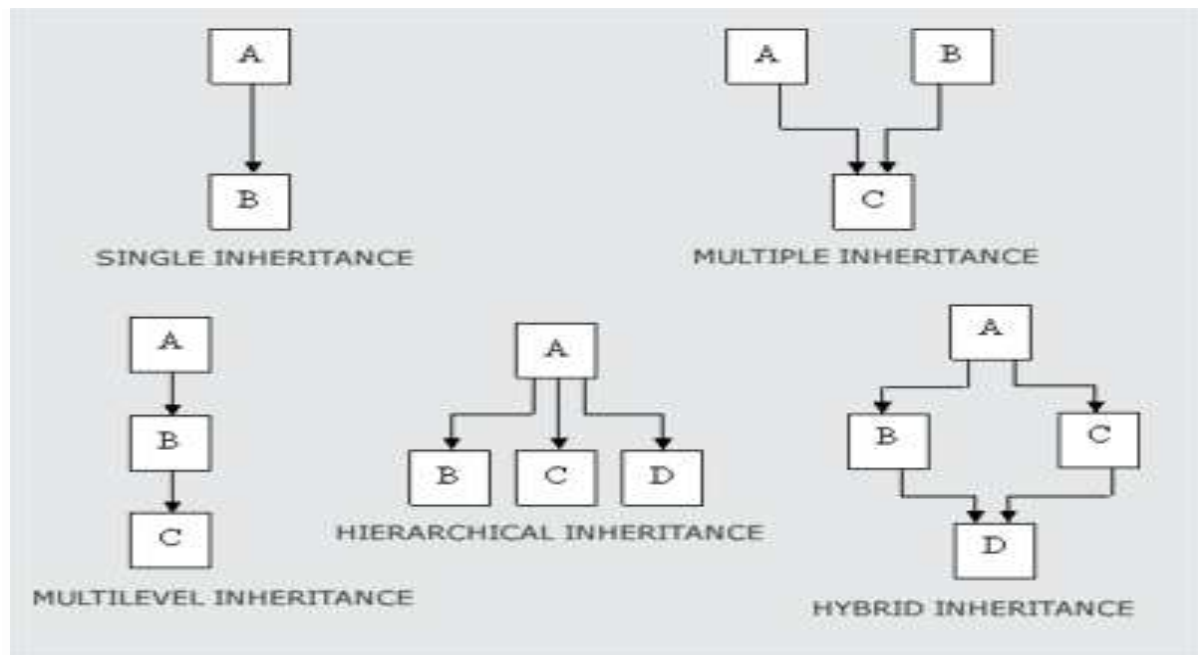 A
B
SINGLE INHERITANCE
A B
C
MULTIPLE INHERITANCE
A
B
C
MULTILEVEL INHERITANCE
A
B C D
HIERARCHICAL INHERITANCE
A
B C
D
HYBRID INHERITANCE